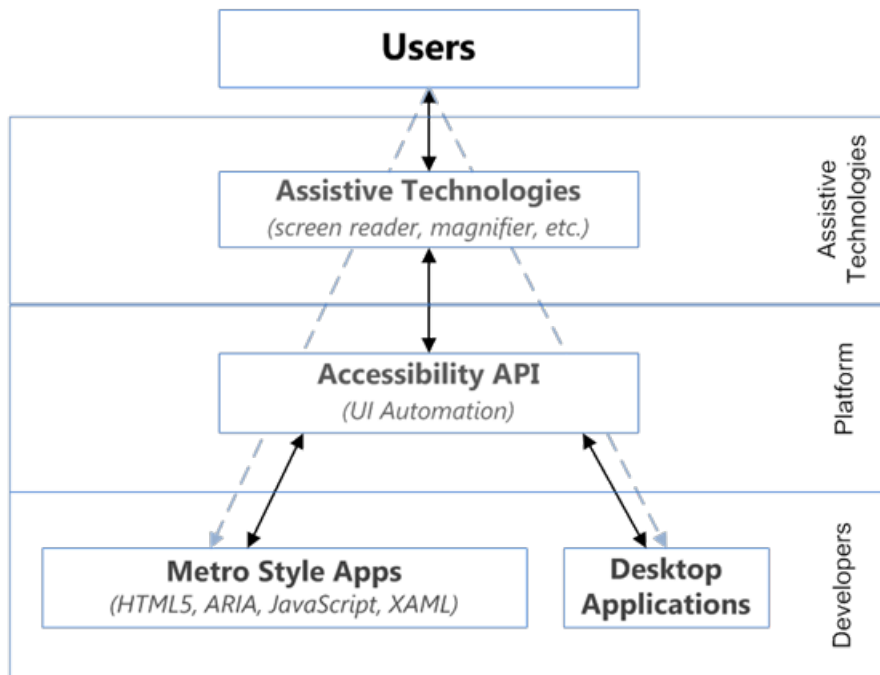 Users
Assistive Technologies
(screen reader, magnifier, etc.)
Assistive
Technologies
Accessibility API
(UI Automation)
Platform
Metro Style Apps
(HTML5, ARIA, JavaScript, XAML)
Desktop
Applications
Developers